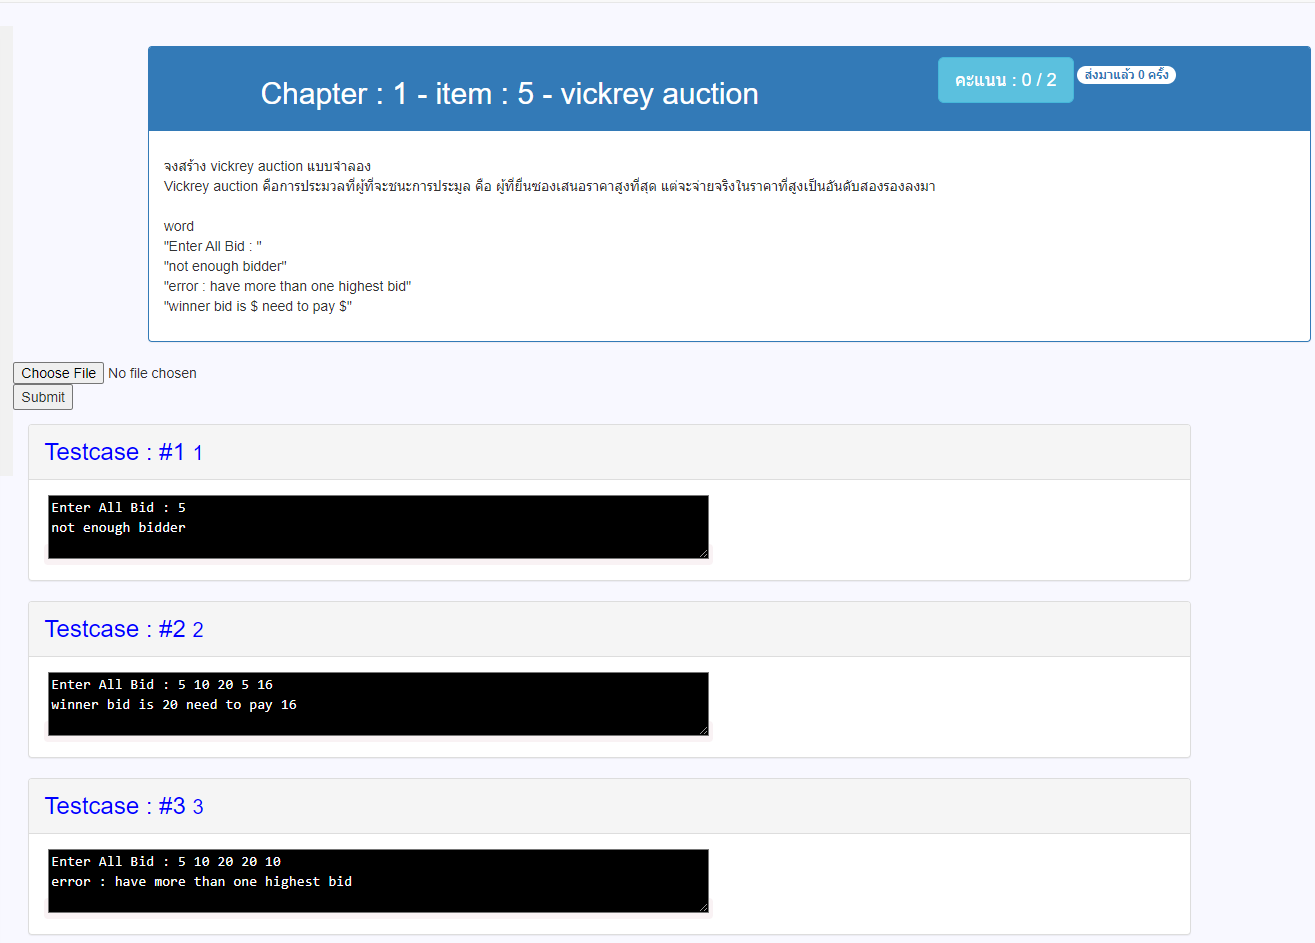 Chapter : 1 - item : 5 - vickrey auction
คะแนน : 0 / 2
ส่งมาแล้ว 0 ครั้ง
จงสร้าง vickrey auction แบบจำลอง
Vickrey auction คือการประมวลที่ผู้ที่จะชนะการประมูล คือ ผู้ที่ยื่นซองเสนอราคาสูงที่สุด แต่จะจ่ายจริงในราคาที่สูงเป็นอันดับสองรองลงมา
word
"Enter All Bid : "
"not enough bidder"
"error : have more than one highest bid"
"winner bid is $ need to pay $"
Choose File No file chosen
Submit
Testcase : #1 1
Enter All Bid : 5
not enough bidder
Testcase : #2 2
Enter All Bid : 5 10 20 5 16
winner bid is 20 need to pay 16
Testcase : #3 3
Enter All Bid : 5 10 20 20 10
error : have more than one highest bid